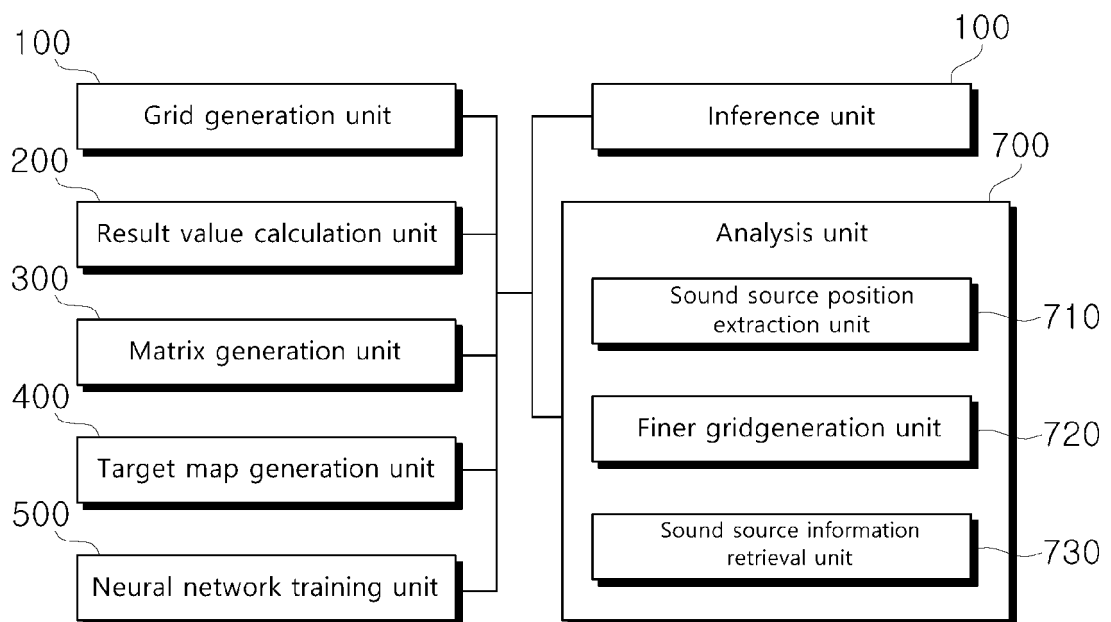 100
Grid generation unit
200
Result value calculation unit
300
Matrix generation unit
400
Target map generation unit
500
Neural network training unit
100
Inference unit
700
Analysis unit
Sound source position
extraction unit
710
Finer gridgeneration unit
720
Sound source information
retrieval unit
730